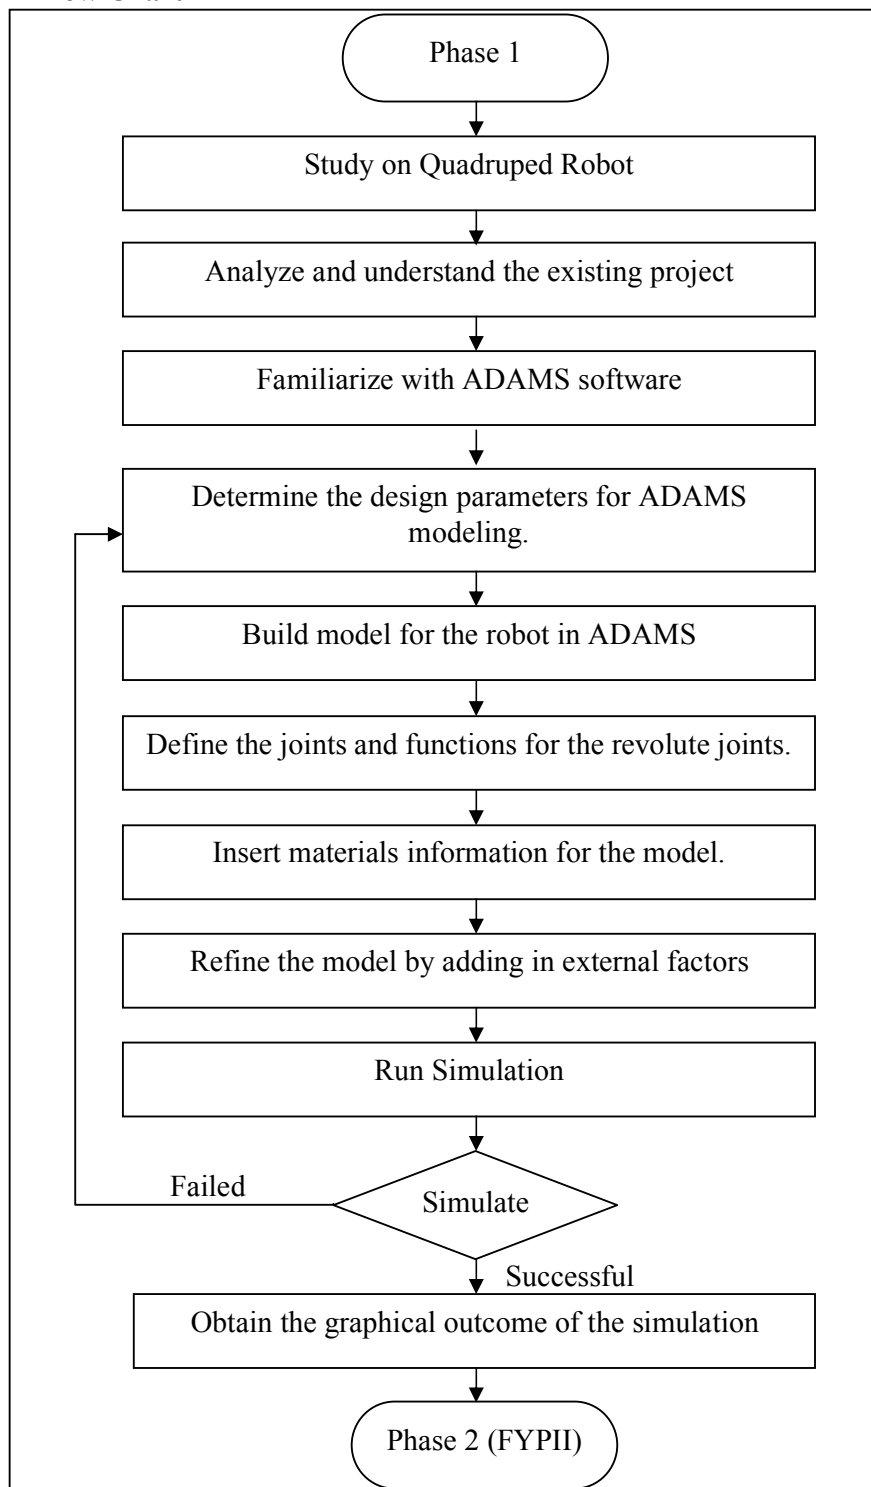 Phase 1
Study on Quadruped Robot
Analyze and understand the existing project
Familiarize with ADAMS software
Determine the design parameters for ADAMS
modeling.
Build model for the robot in ADAMS
Define the joints and functions for the revolute joints.
Insert materials information for the model.
Refine the model by adding in external factors
Run Simulation
Failed
Simulate
Successful
Obtain the graphical outcome of the simulation
Phase 2 (FYPII)